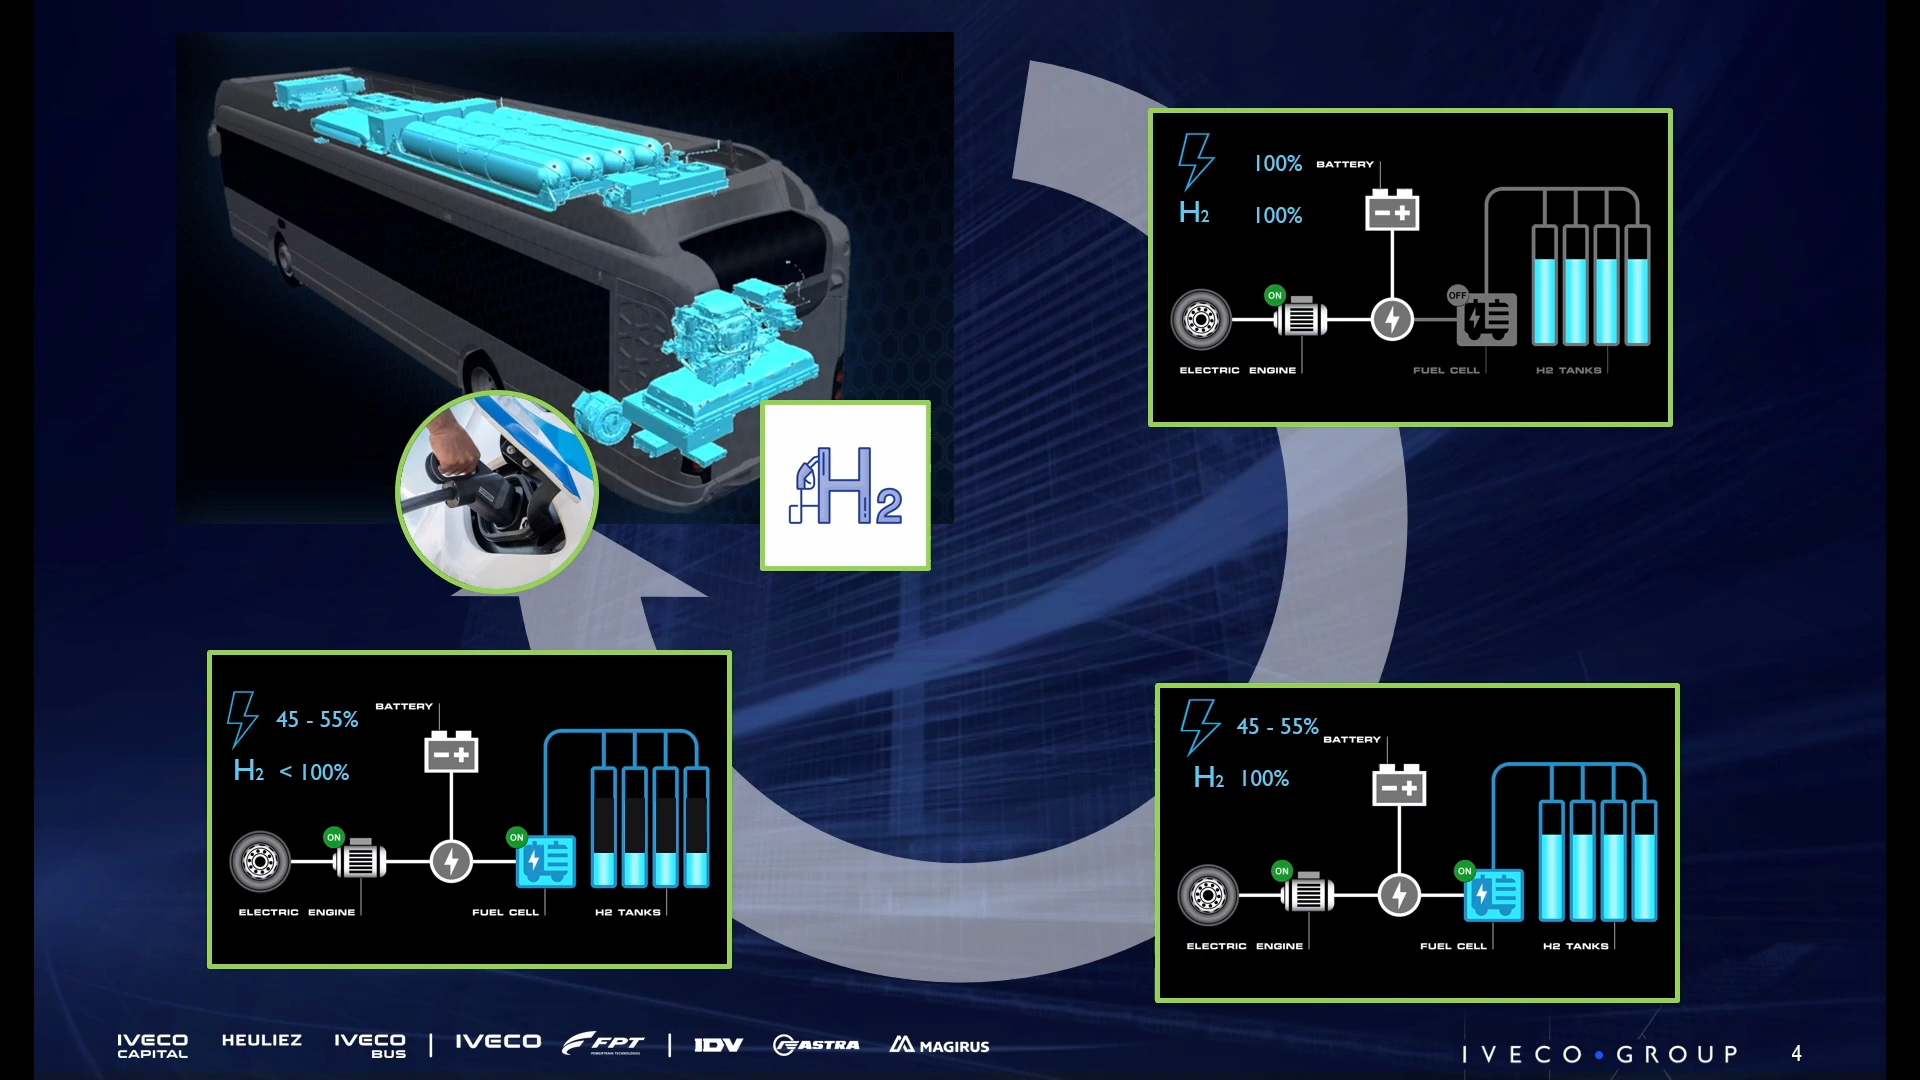 100% BATTERY
H2 100%
ON
OFF
ELECTRIC ENGINE
FUEL CELL
H2 TANKS
H2
45 - 55% BATTERY
H2 < 100%
ON
ON
ELECTRIC ENGINE
FUEL CELL
H2 TANKS
45 - 55% BATTERY
H2 100%
ON
ON
ELECTRIC ENGINE
FUEL CELL
H2 TANKS
IVECO CAPITAL
HEULIEZ
IVECO BUS
IVECO
FPT
POWERTRAIN TECHNOLOGIES
IDV
ASTRA
MAGIRUS
IVECO • GROUP
4